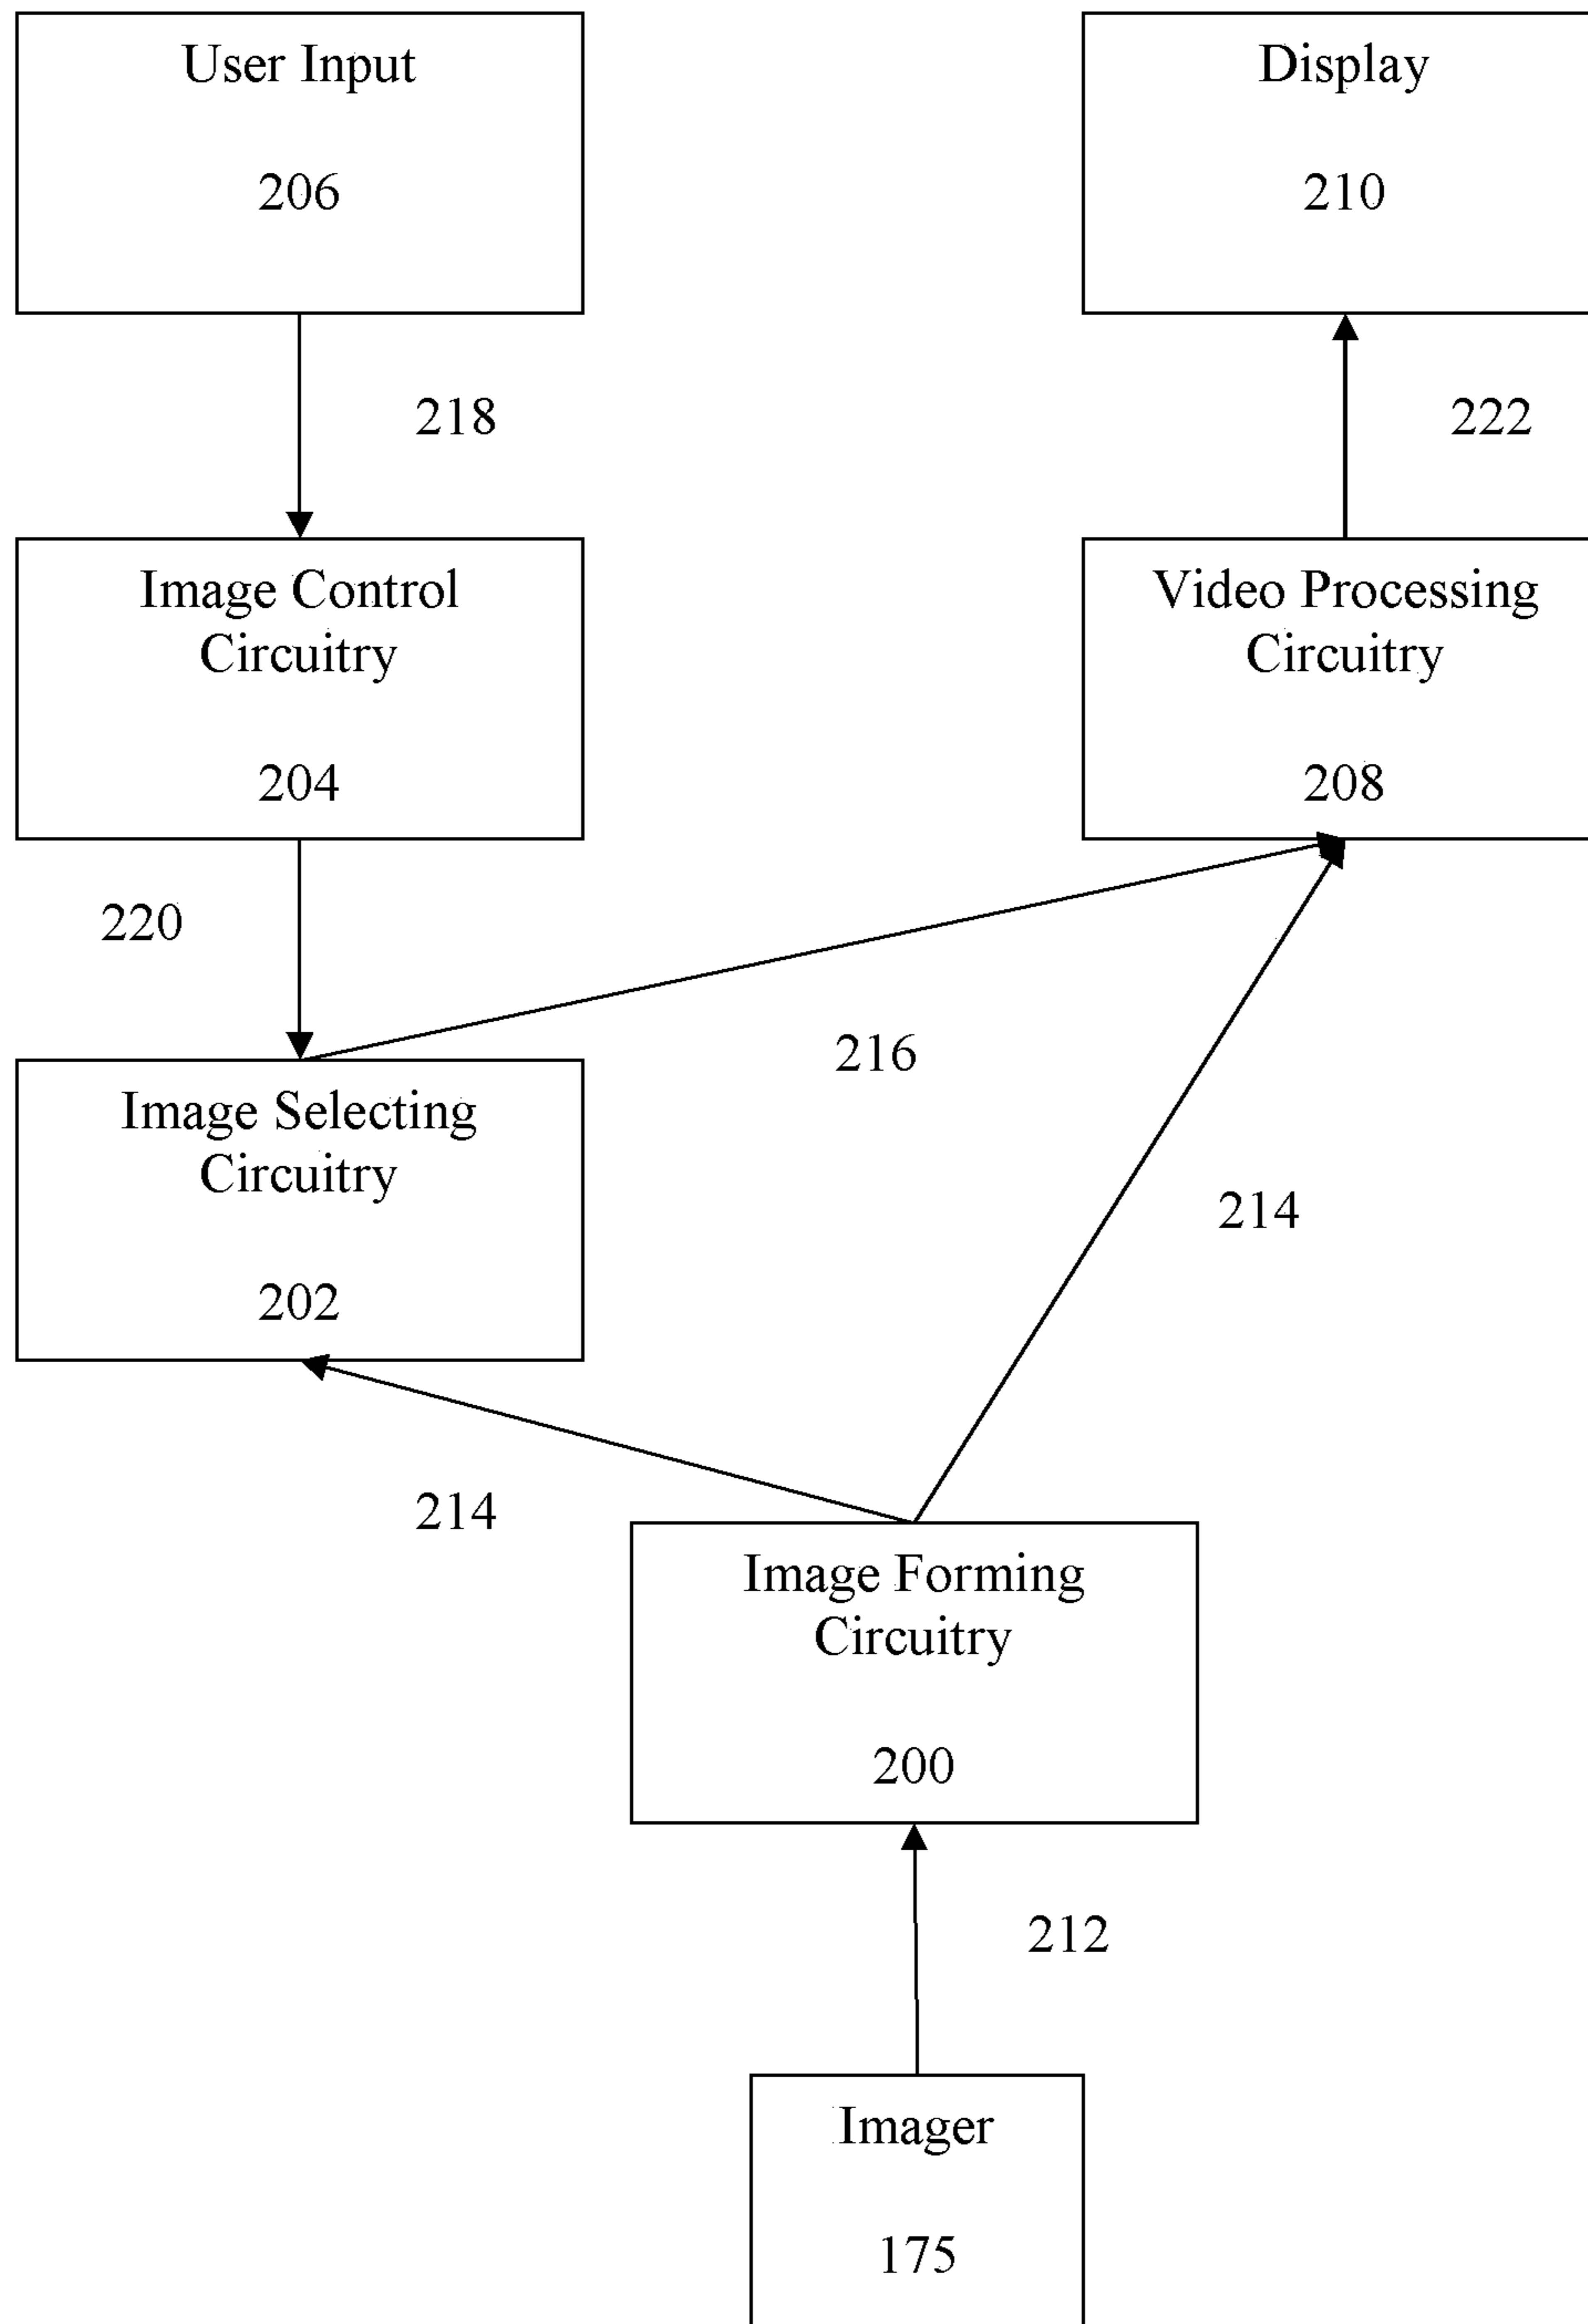 User Input
206
Display
210
218
222
Image Control
Circuitry
204
Video Processing
Circuitry
208
220
216
Image Selecting
Circuitry
202
214
214
Image Forming
Circuitry
200
212
Imager
175